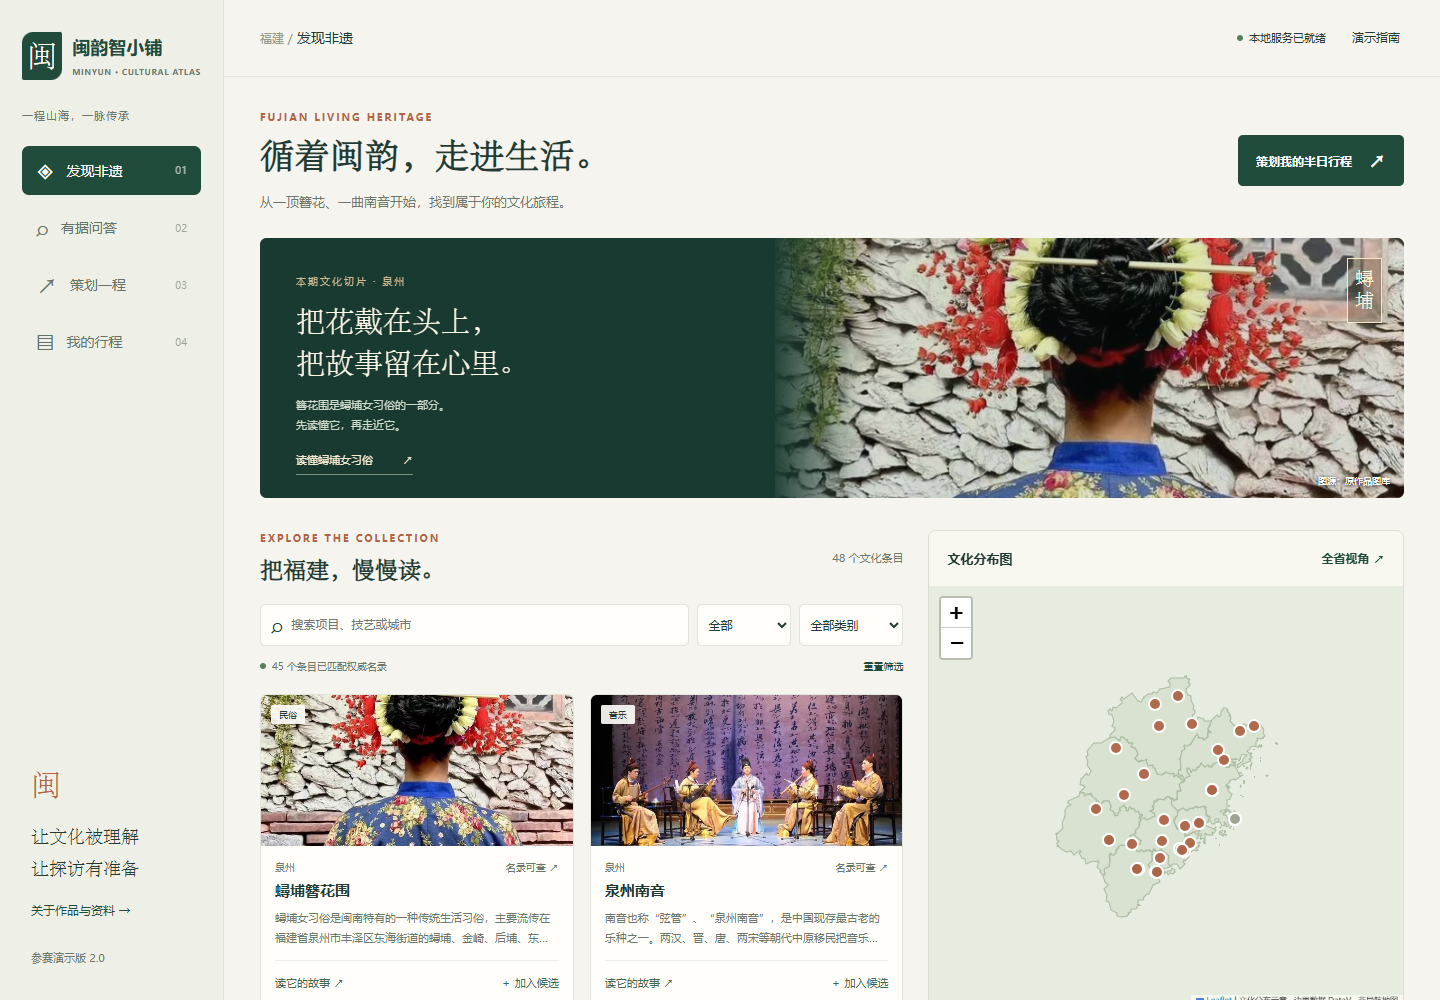 闽
闽韵智小铺
MINYUN • CULTURAL ATLAS
一程山海，一脉传承
发现非遗 01
有据问答 02
策划一程 03
我的行程 04
闽
让文化被理解
让探访有准备
关于作品与资料 →
参赛演示版 2.0
福建 / 发现非遗
本地服务已就绪
演示指南
FUJIAN LIVING HERITAGE
循着闽韵，走进生活。
从一顶簪花、一曲南音开始，找到属于你的文化旅程。
策划我的半日行程 ↗
本期文化切片 · 泉州
把花戴在头上，
把故事留在心里。
簪花围是蟳埔女习俗的一部分。
先读懂它，再走近它。
读懂蟳埔女习俗 ↗
蟳
埔
图源：原作品图库
EXPLORE THE COLLECTION
把福建，慢慢读。
48 个文化条目
搜索项目、技艺或城市
全部
全部类别
45 个条目已匹配权威名录
重置筛选
民俗
泉州
名录可查 ↗
蟳埔簪花围
蟳埔女习俗是闽南特有的一种传统生活习俗，主要流传在
福建省泉州市丰泽区东海街道的蟳埔、金崎、后埔、东...
读它的故事 ↗
+ 加入候选
音乐
泉州
名录可查 ↗
泉州南音
南音也称“弦管”、“泉州南音”，是中国现存最古老的
乐种之一。两汉、晋、唐、两宋等朝代中原移民把音乐...
读它的故事 ↗
+ 加入候选
文化分布图
全省视角 ↗
+
−